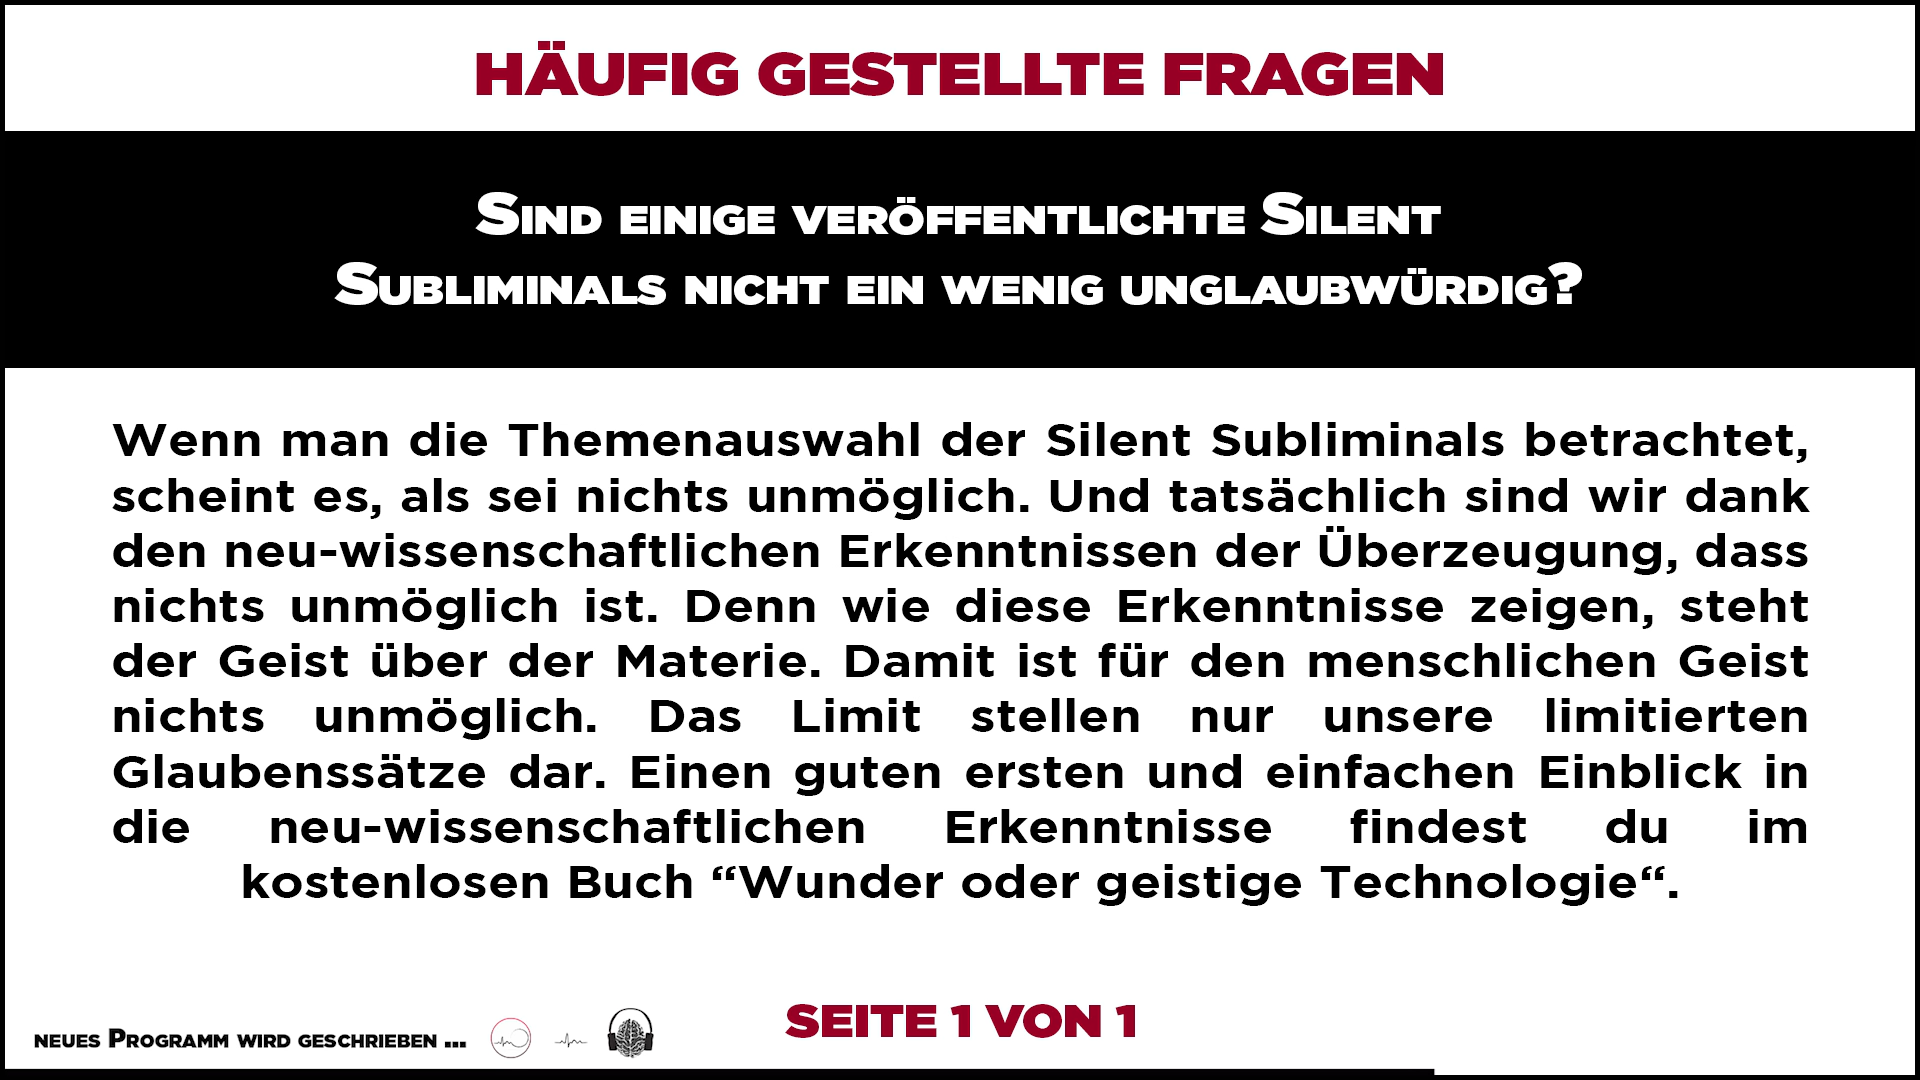 HÄUFIG GESTELLTE FRAGEN
Sind einige veröffentlichte Silent
Subliminals nicht ein wenig unglaubwürdig?
Wenn man die Themenauswahl der Silent Subliminals betrachtet,
scheint es, als sei nichts unmöglich. Und tatsächlich sind wir dank
den neu-wissenschaftlichen Erkenntnissen der Überzeugung, dass
nichts unmöglich ist. Denn wie diese Erkenntnisse zeigen, steht
der Geist über der Materie. Damit ist für den menschlichen Geist
nichts unmöglich. Das Limit stellen nur unsere limitierten
Glaubenssätze dar. Einen guten ersten und einfachen Einblick in
die neu-wissenschaftlichen Erkenntnisse findest du im
kostenlosen Buch “Wunder oder geistige Technologie“.
SEITE 1 VON 1
neues Programm wird geschrieben ...